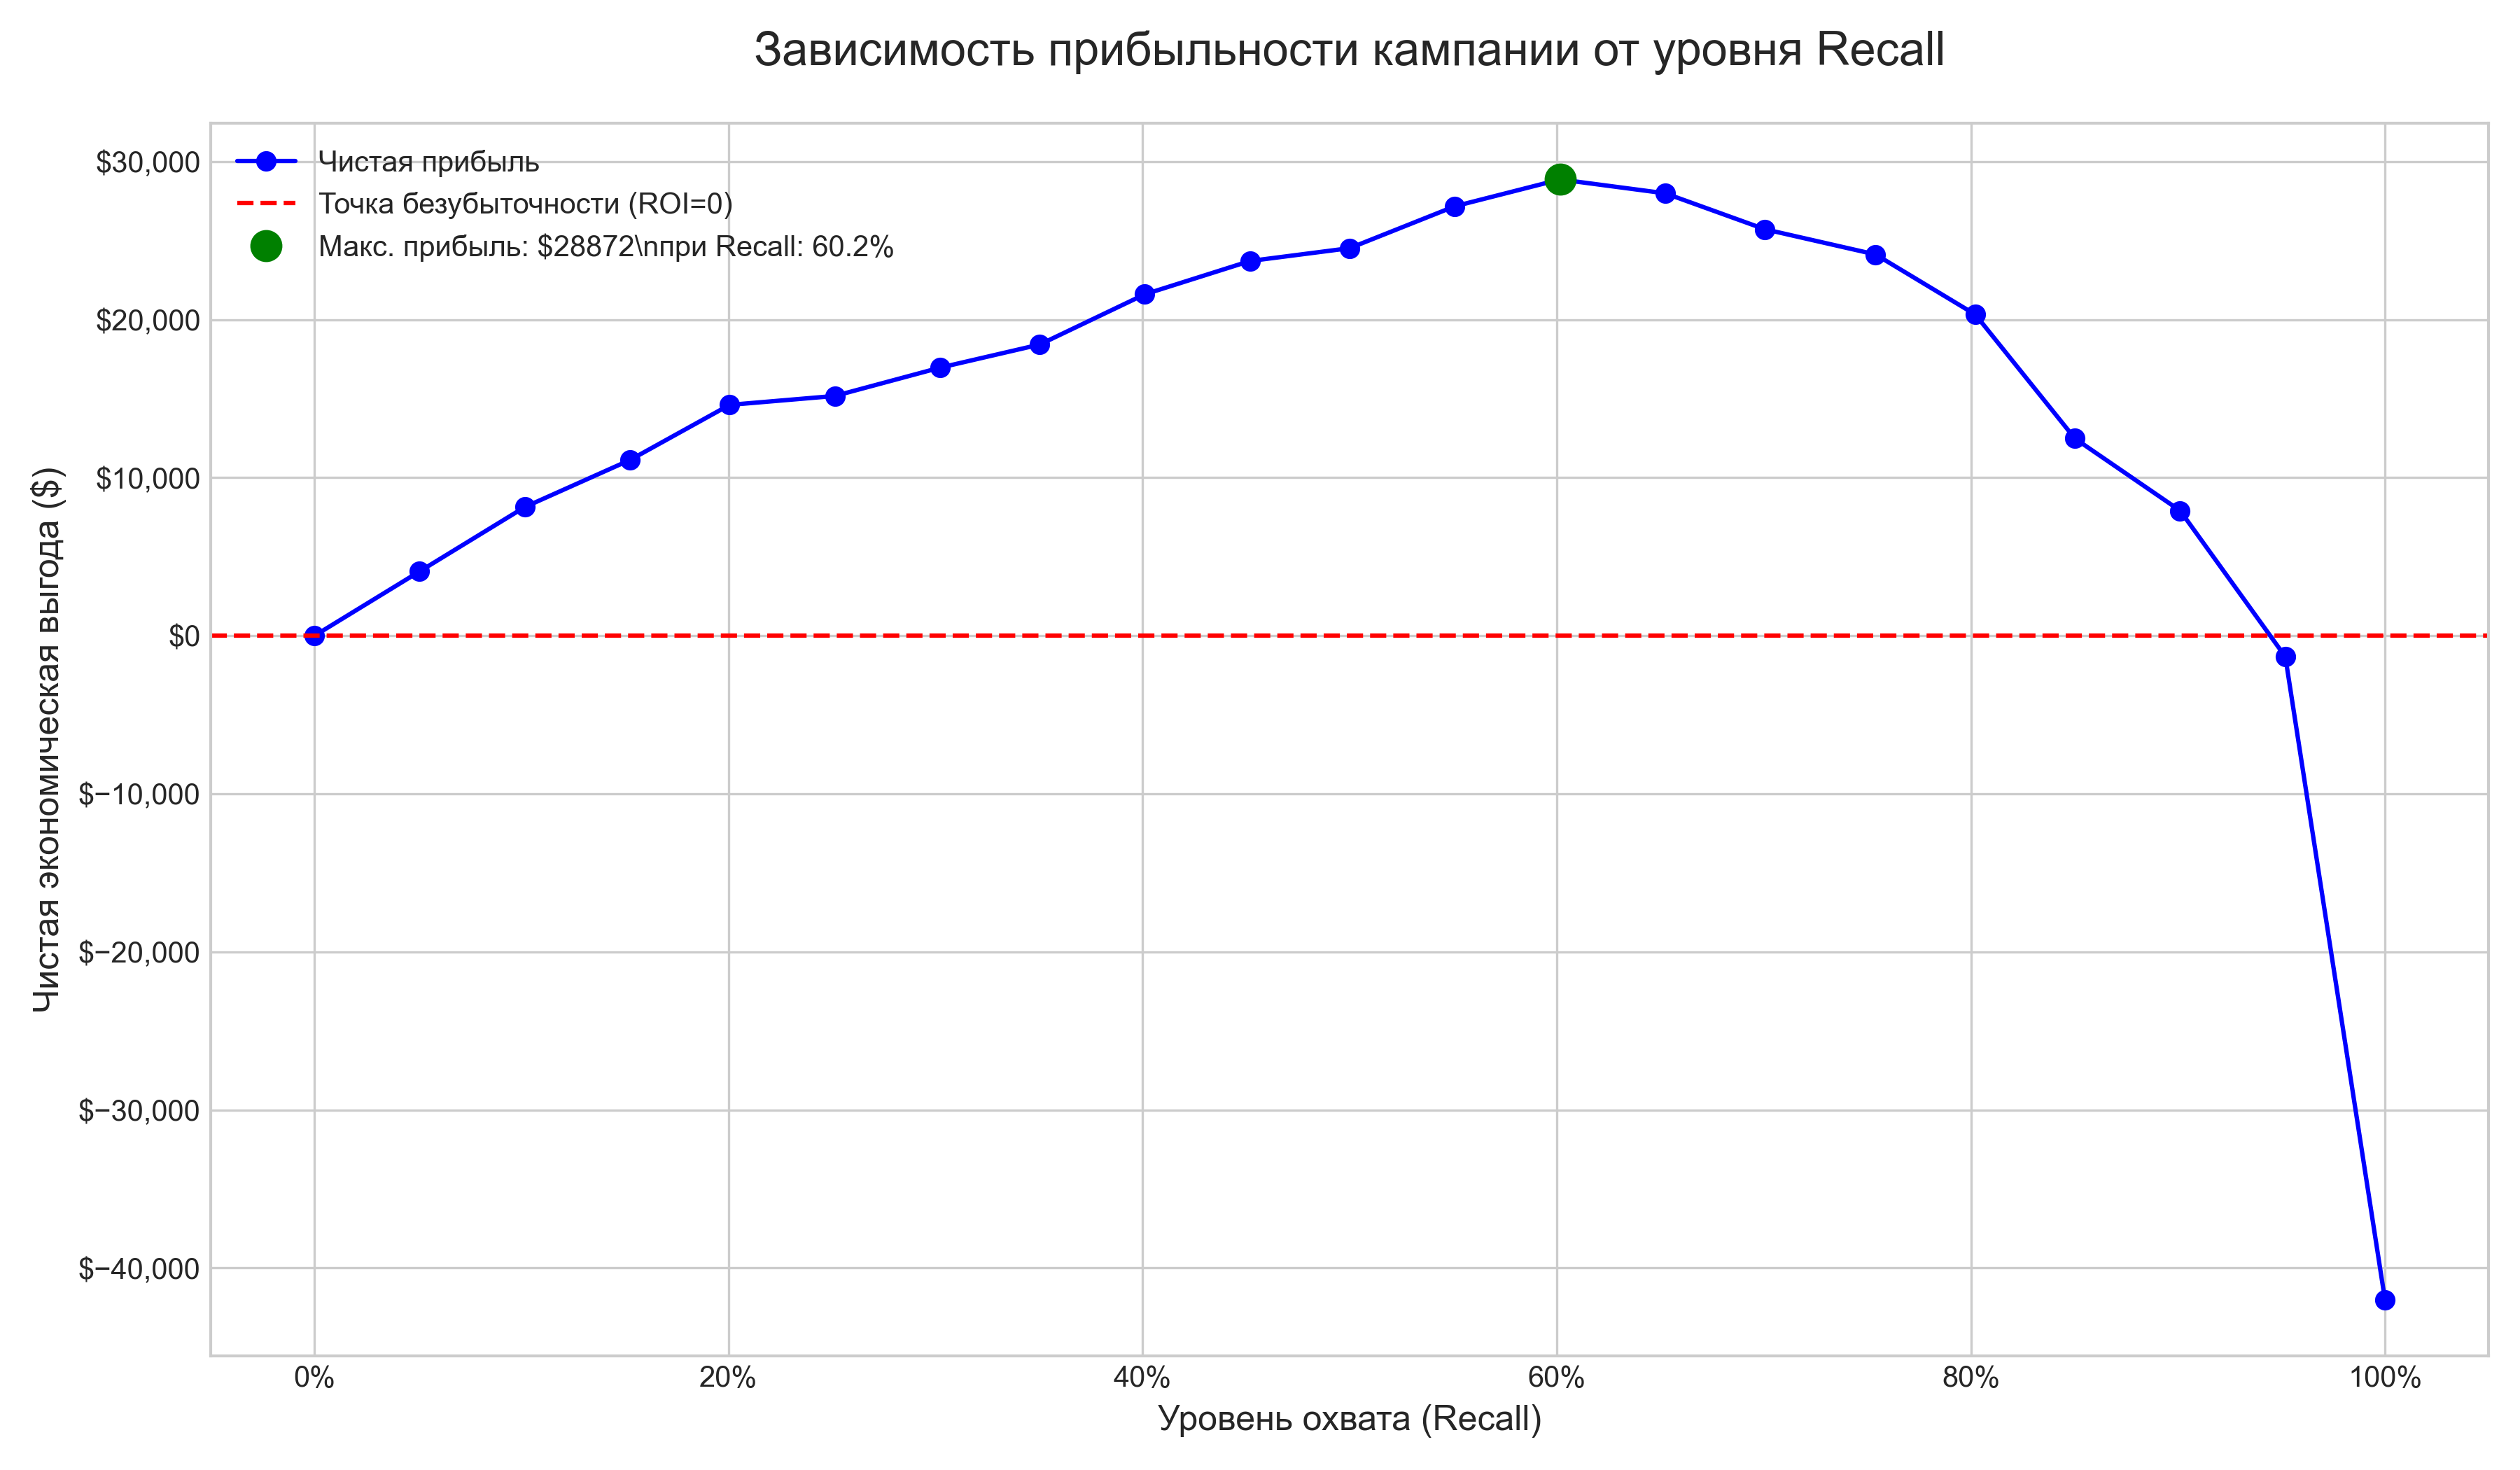 Зависимость прибыльности кампании от уровня Recall
Чистая прибыль
Точка безубыточности (ROI=0)
Макс. прибыль: $28872\nпри Recall: 60.2%
Чистая экономическая выгода ($)
$30,000
$20,000
$10,000
$0
$−10,000
$−20,000
$−30,000
$−40,000
0%
20%
40%
60%
80%
100%
Уровень охвата (Recall)